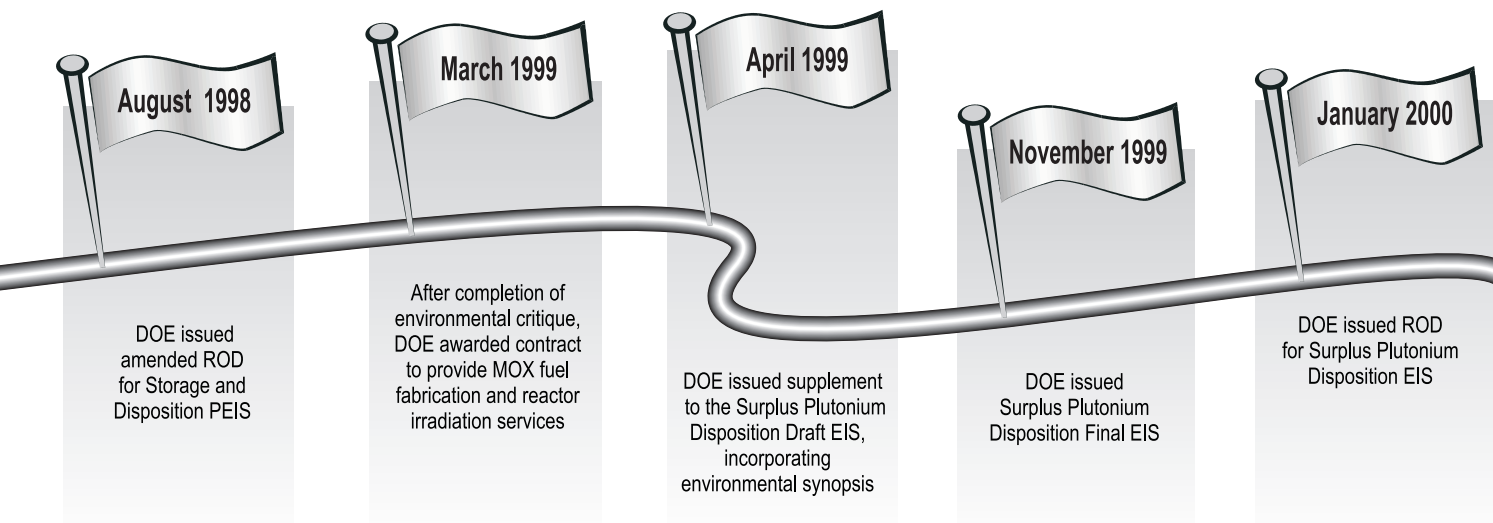 August 1998
DOE issued
amended ROD
for Storage and
Disposition PEIS
March 1999
After completion of
environmental critique,
DOE awarded contract
to provide MOX fuel
fabrication and reactor
irradiation services
April 1999
DOE issued supplement
to the Surplus Plutonium
Disposition Draft EIS,
incorporating
environmental synopsis
November 1999
DOE issued
Surplus Plutonium
Disposition Final EIS
January 2000
DOE issued ROD
for Surplus Plutonium
Disposition EIS